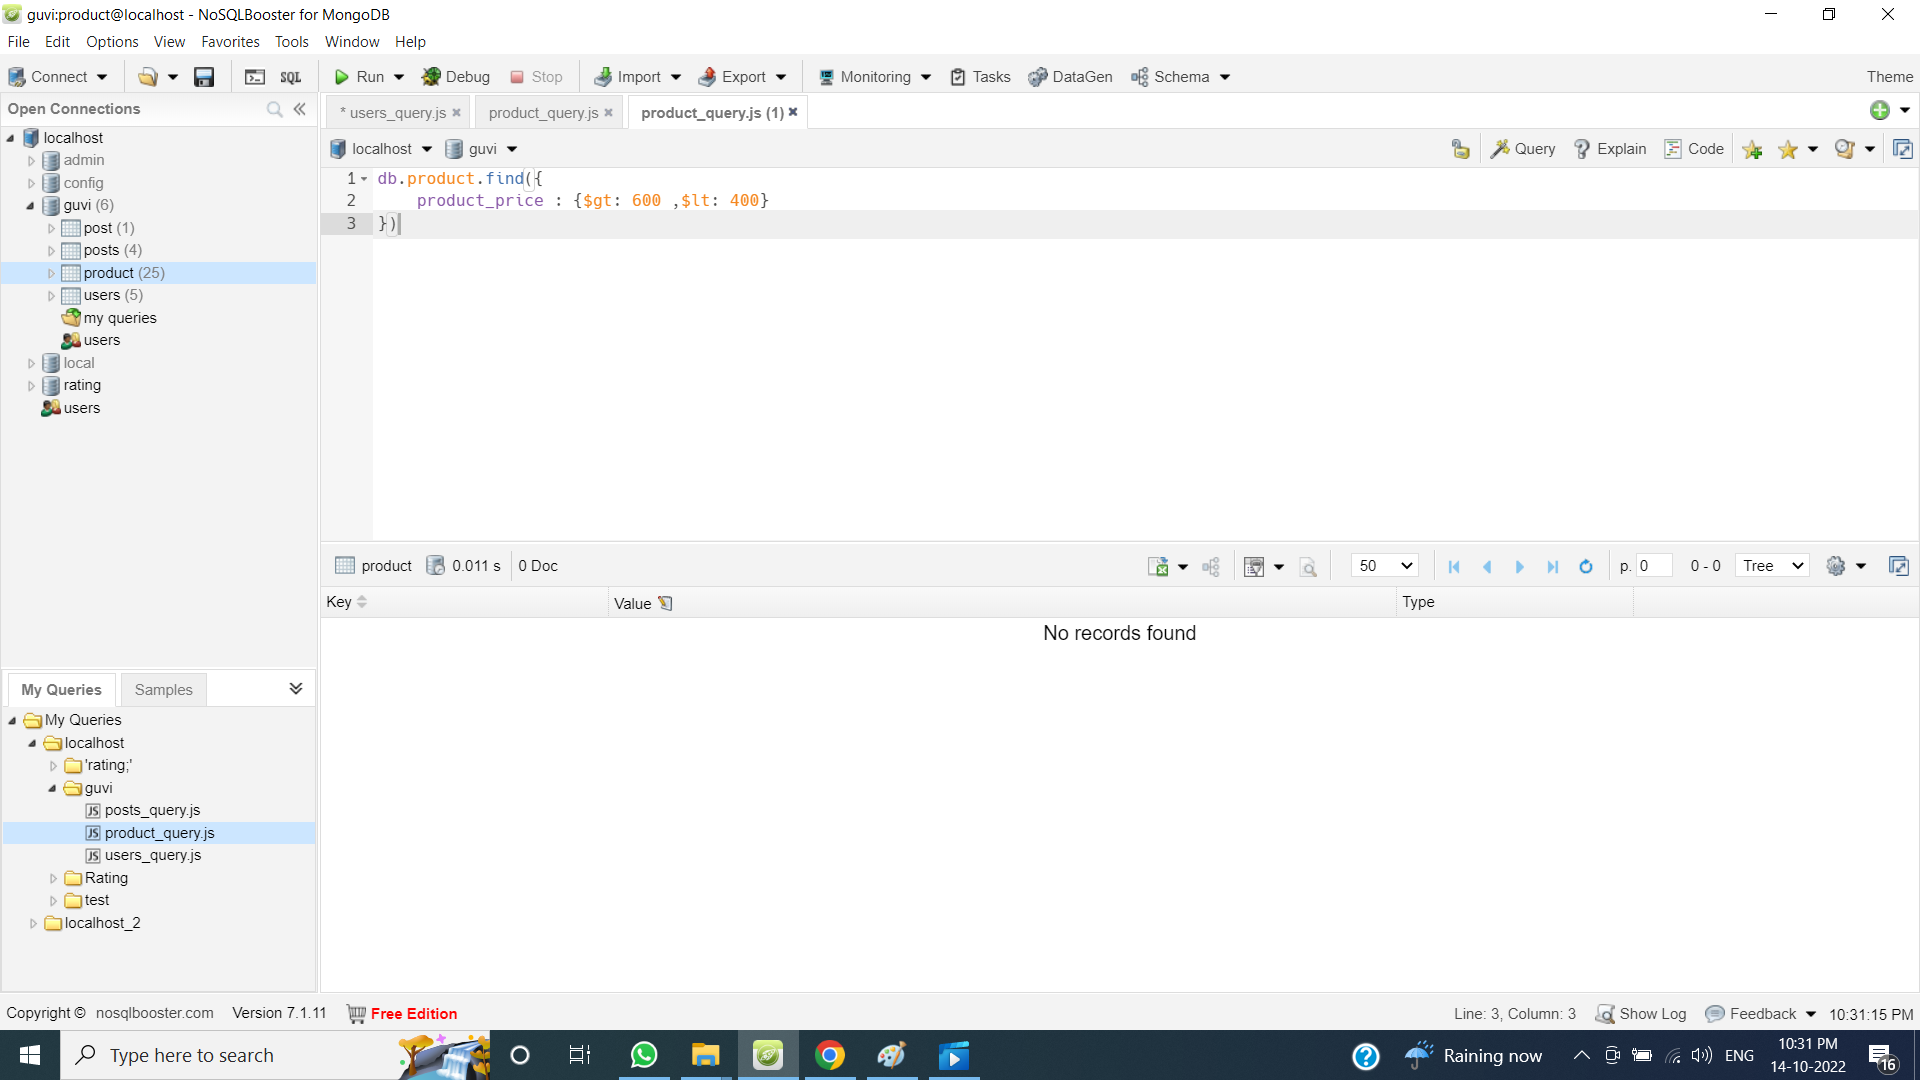 guvi:product@localhost - NoSQLBooster for MongoDB
File Edit Options View Favorites Tools Window Help
Connect SQL Run Debug Stop Import Export Monitoring Tasks DataGen Schema Theme
Open Connections
* users_query.js product_query.js product_query.js (1)
localhost guvi Query Explain Code
localhost
admin
config
guvi (6)
post (1)
posts (4)
product (25)
users (5)
my queries
users
local
rating
users
1 db.product.find({
2 product_price : {$gt: 600 ,$lt: 400}
3 })
product 0.011 s 0 Doc 50 p. 0 0 - 0 Tree
Key Value Type
No records found
My Queries Samples
My Queries
localhost
'rating;'
guvi
JS posts_query.js
JS product_query.js
JS users_query.js
Rating
test
localhost_2
Copyright © nosqlbooster.com Version 7.1.11 Free Edition Line: 3, Column: 3 Show Log Feedback 10:31:15 PM
Type here to search Raining now ENG 10:31 PM
14-10-2022 16